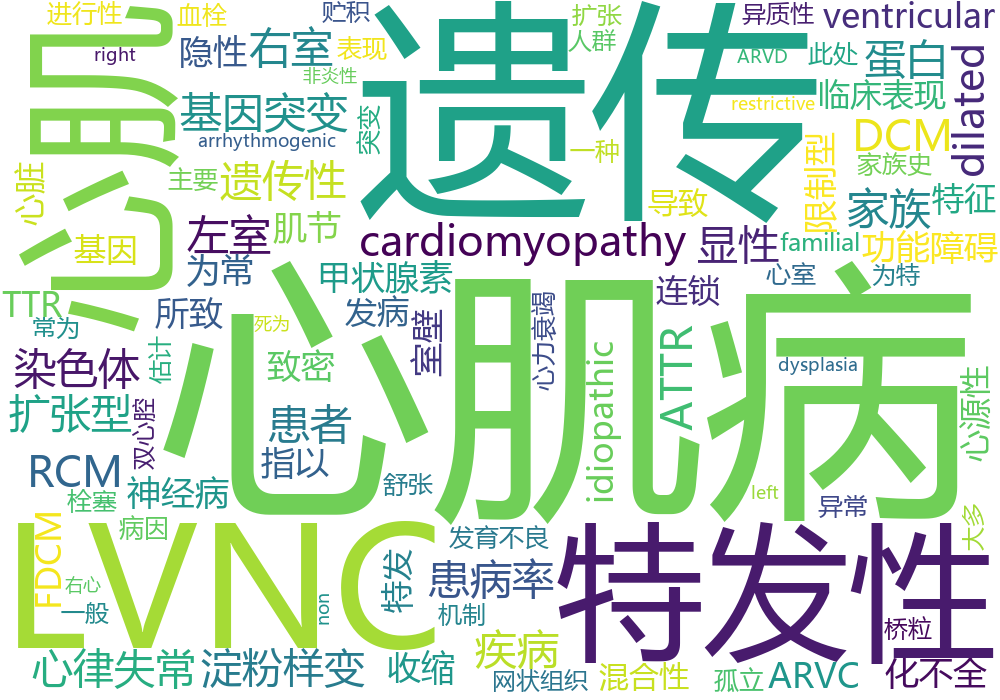 进行性
血栓
贮积
遗传
扩张
人群
异质性
ventricular
right
隐性
右室
表现
ARVD
此处
蛋白
dilated
心肌
非炎性
基因突变
突变
restrictive
临床表现
arrhythmogenic
一种
限制型
DCM
心脏
主要
遗传性
家族史
导致
家族
特征
基因
左室
肌节
cardiomyopathy
显性
familial
功能障碍
TTR
为常
甲状腺素
连锁
心室
为特
常为
所致
死为
发病
室壁
心力衰竭
心肌病
染色体
估计
致密
idiopathic
ATTR
dysplasia
扩张型
双心腔
患者
心源性
RCM
指以
栓塞
神经病
舒张
left
异常
LVNC
特发性
FDCM
病因
特发
发育不良
大多
右心
一般
non
患病率
机制
桥粒
心律失常
淀粉样变
收缩
疾病
网状组织
混合性
孤立
ARVC
化不全